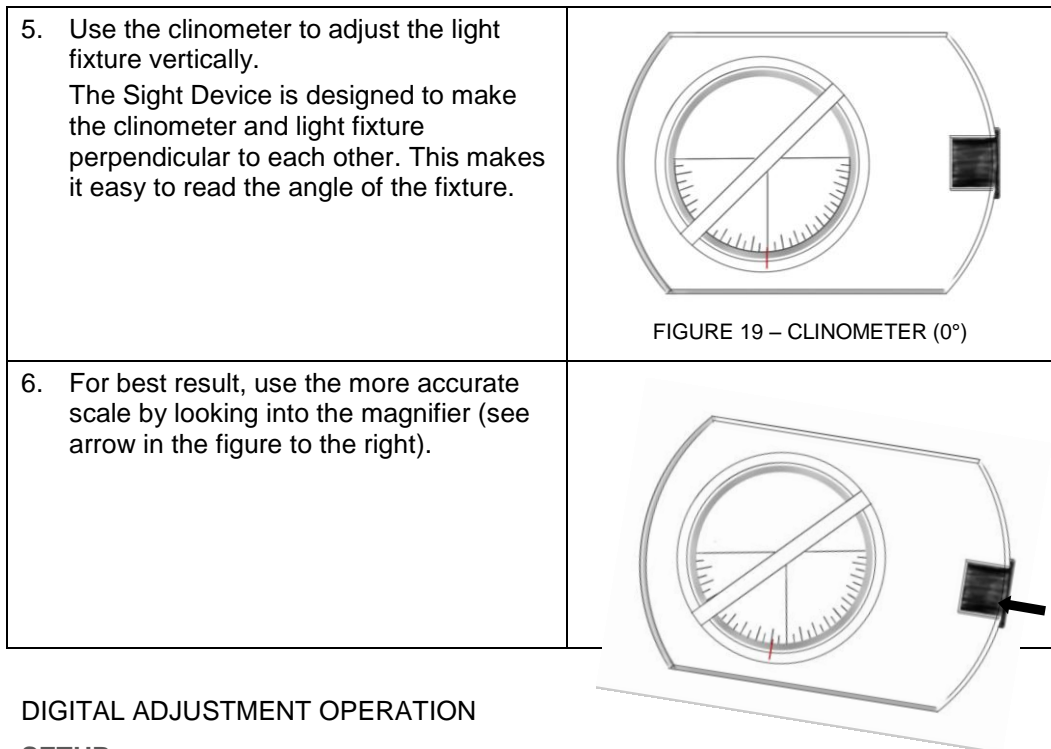 5. Use the clinometer to adjust the light
fixture vertically.
The Sight Device is designed to make
the clinometer and light fixture
perpendicular to each other. This makes
it easy to read the angle of the fixture.
FIGURE 19 – CLINOMETER (0°)
6. For best result, use the more accurate
scale by looking into the magnifier (see
arrow in the figure to the right).
DIGITAL ADJUSTMENT OPERATION